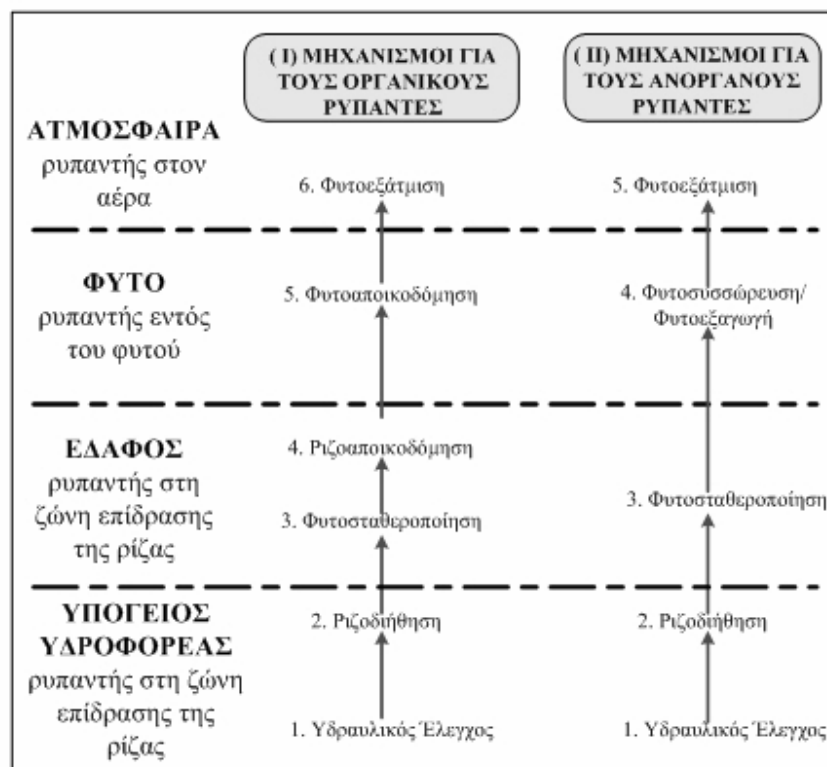 ( Ι) ΜΗΧΑΝΙΣΜΟΙ ΓΙΑ
ΤΟΥΣ ΟΡΓΑΝΙΚΟΥΣ
ΡΥΠΑΝΤΕΣ
( ΙΙ) ΜΗΧΑΝΙΣΜΟΙ ΓΙΑ
ΤΟΥΣ ΑΝΟΡΓΑΝΟΥΣ
ΡΥΠΑΝΤΕΣ
ΑΤΜΟΣΦΑΙΡΑ
ρυπαντής στον
αέρα
6. Φυτοεξάτμιση
5. Φυτοεξάτμιση
ΦΥΤΟ
ρυπαντής εντός
του φυτού
5. Φυτοαποικοδόμηση
4. Φυτοσυσσώρευση/
Φυτοεξαγωγή
ΕΔΑΦΟΣ
ρυπαντής στη
ζώνη επίδρασης
της ρίζας
4. Ριζοαποικοδόμηση
3. Φυτοσταθεροποίηση
3. Φυτοσταθεροποίηση
ΥΠΟΓΕΙΟΣ
ΥΔΡΟΦΟΡΕΑΣ
ρυπαντής στη ζώνη
επίδρασης της
ρίζας
2. Ριζοδιήθηση
2. Ριζοδιήθηση
1. Υδραυλικός Έλεγχος
1. Υδραυλικός Έλεγχος